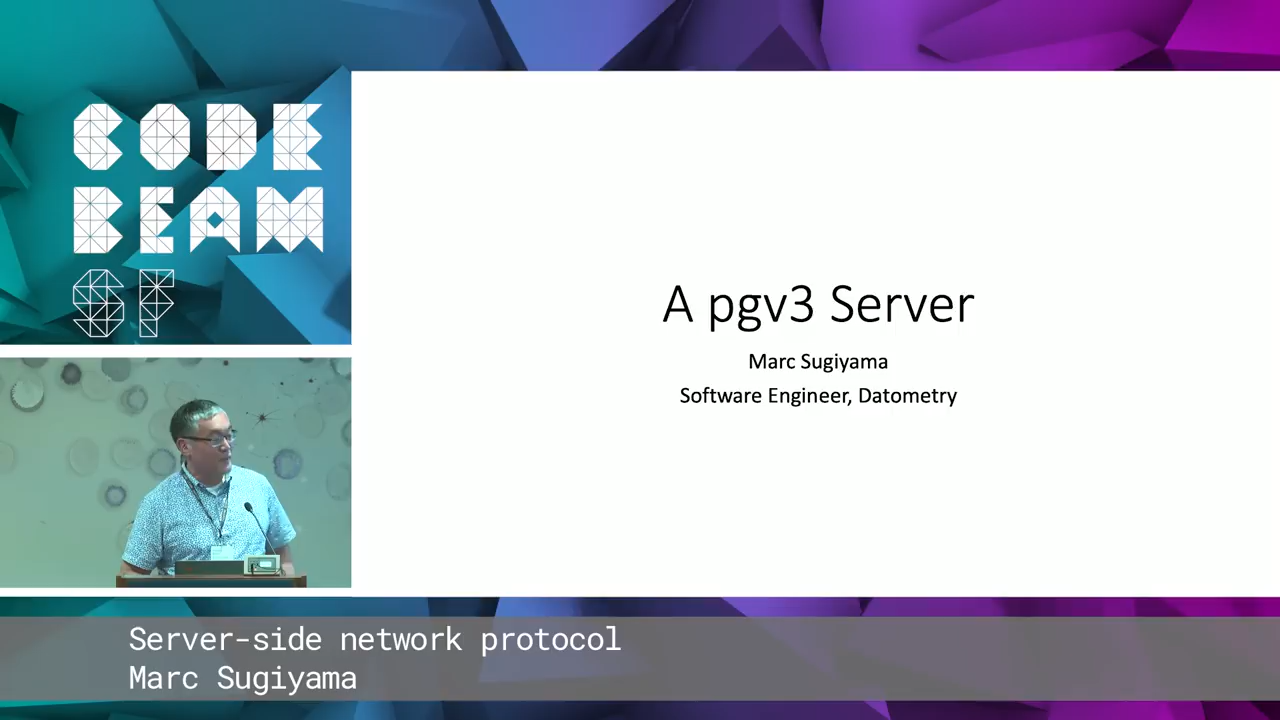 CODE
BEAM
SF
A pgv3 Server
Marc Sugiyama
Software Engineer, Datometry
Server-side network protocol
Marc Sugiyama